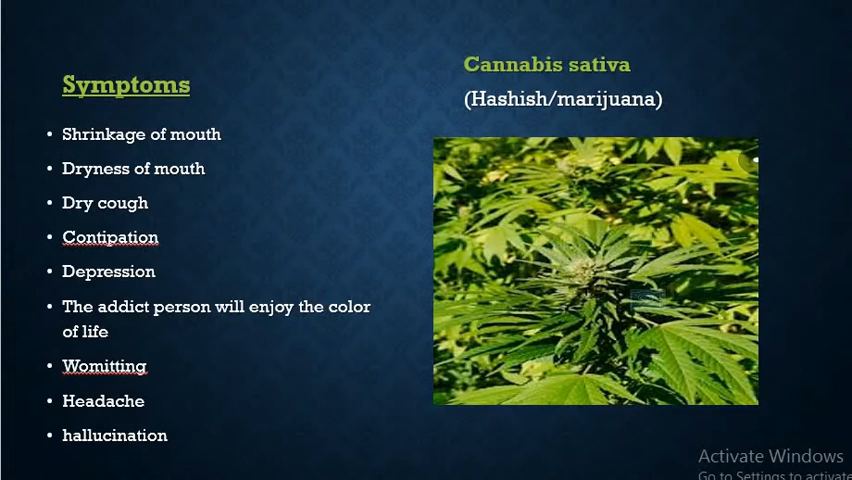 Symptoms
• Shrinkage of mouth
• Dryness of mouth
• Dry cough
• Contipation
• Depression
• The addict person will enjoy the color
of life
• Womitting
• Headache
• hallucination
Cannabis sativa
(Hashish/marijuana)
Activate Windows
Go to Settings to activate